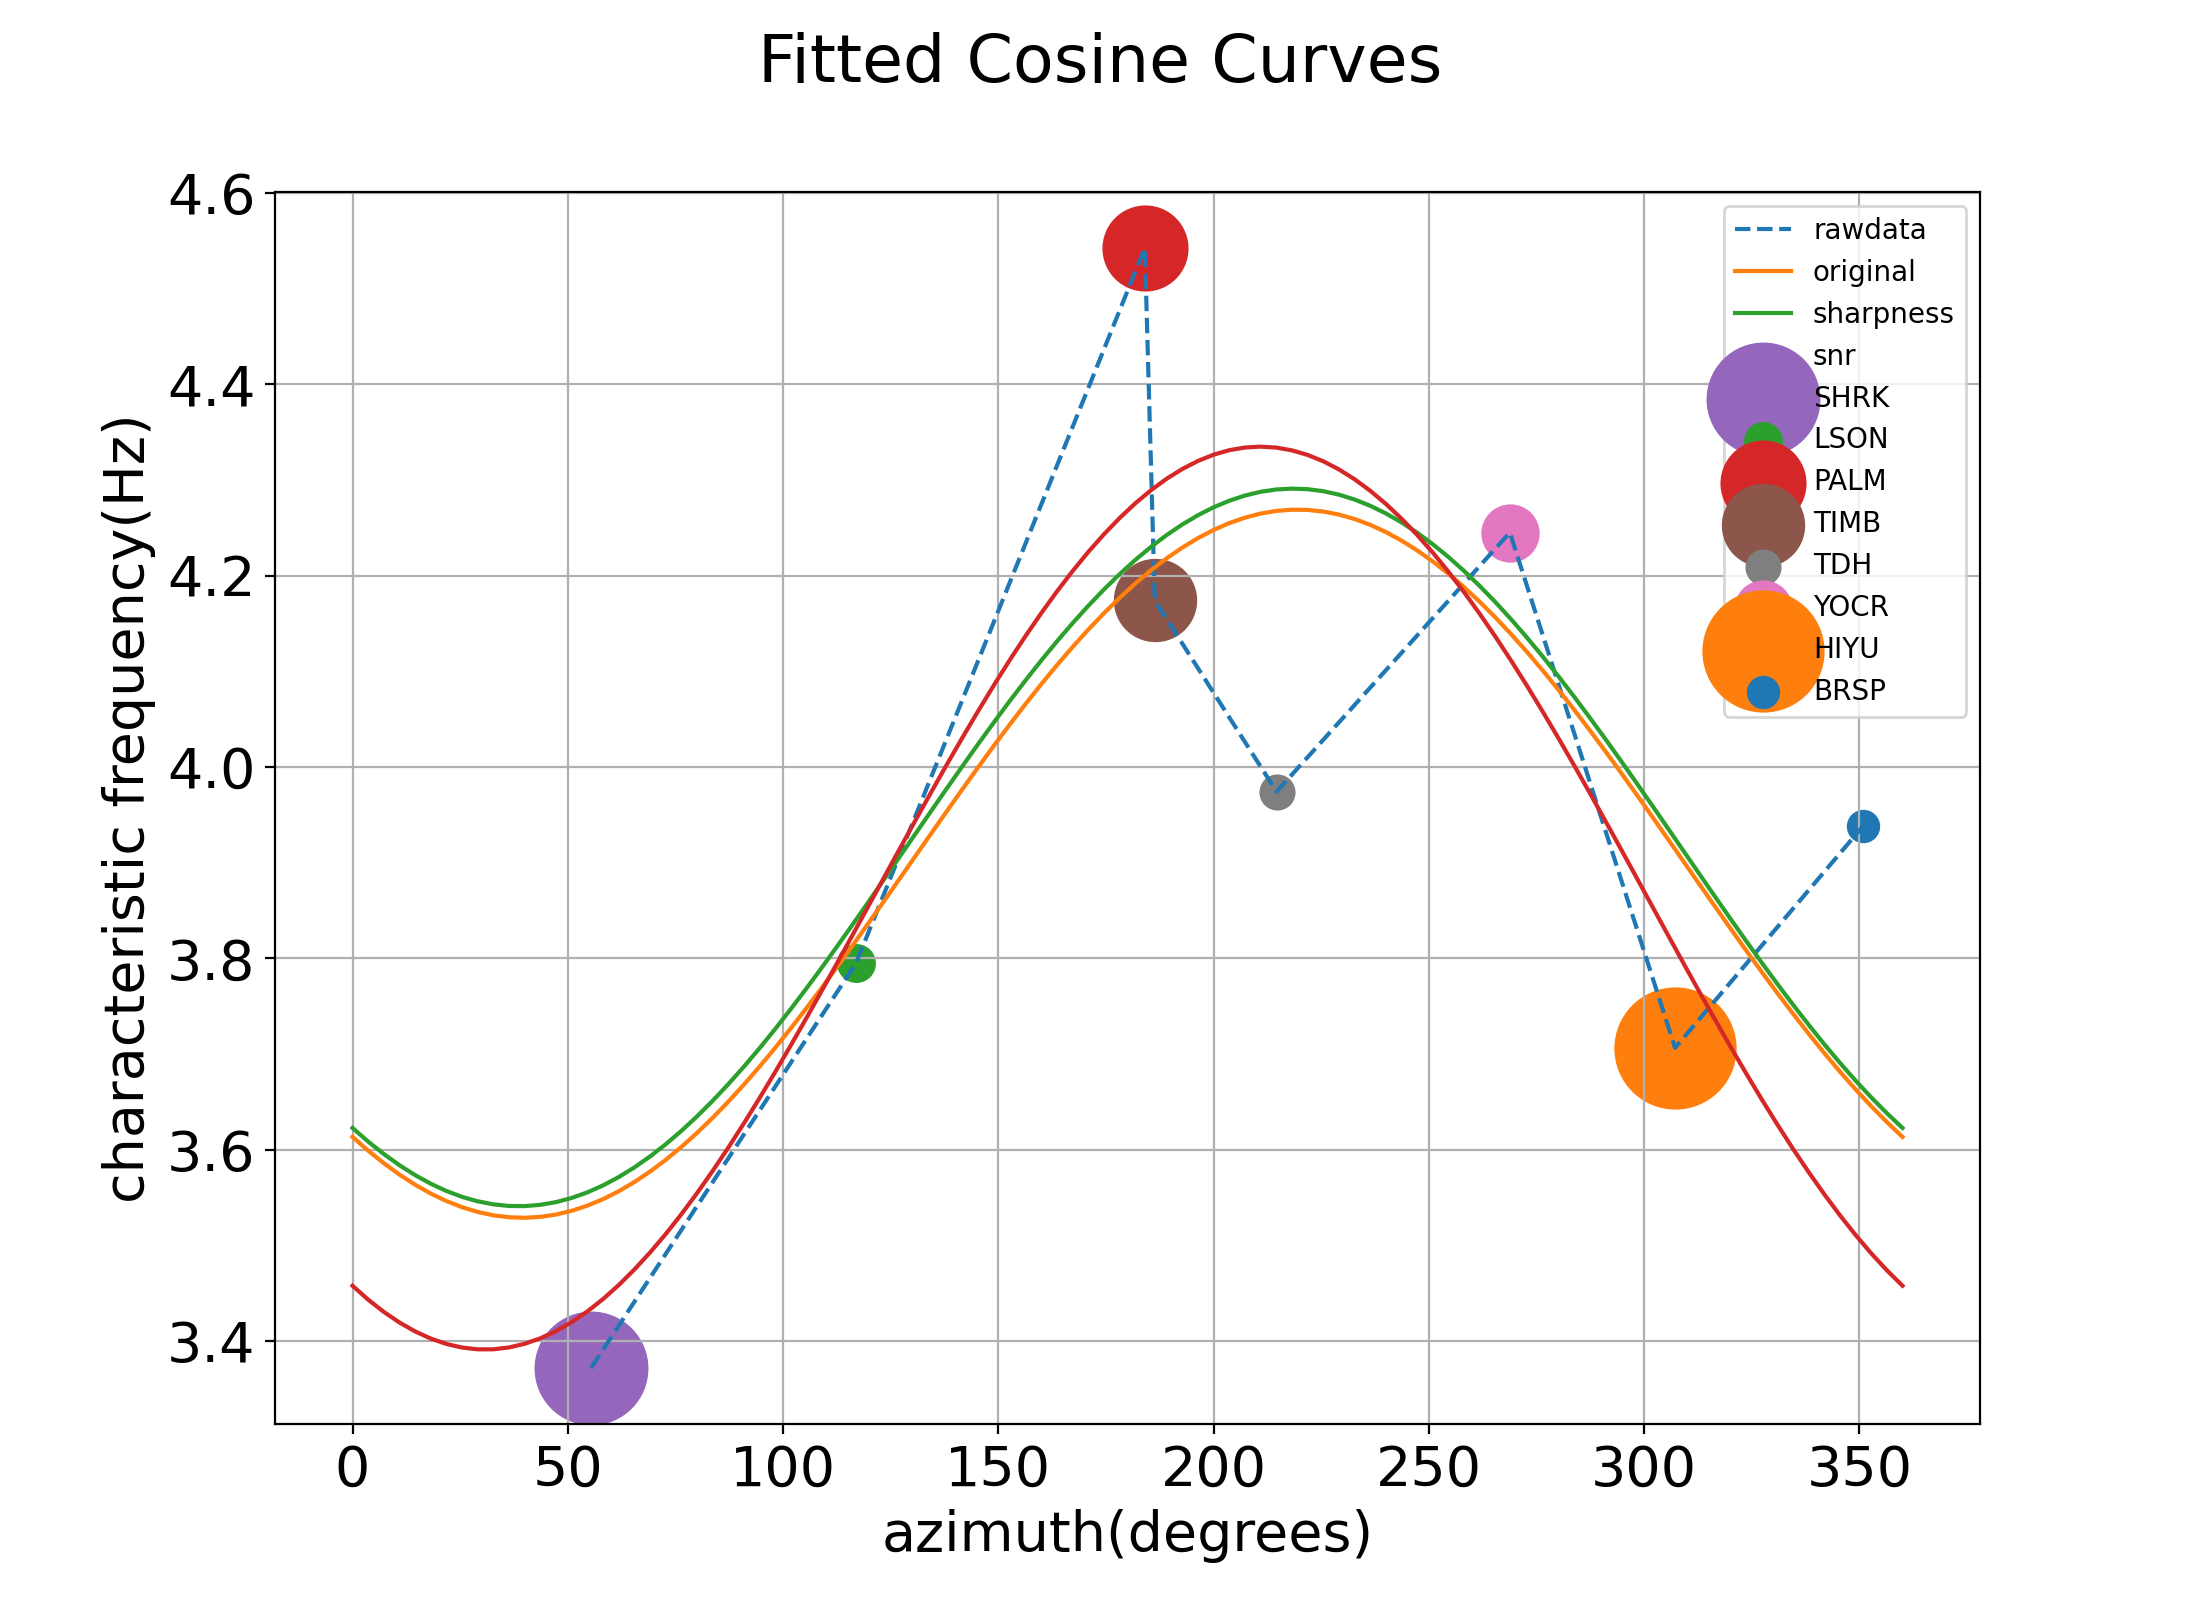 Fitted Cosine Curves
4.6
4.4
4.2
4.0
3.8
3.6
3.4
characteristic frequency(Hz)
0 50 100 150 200 250 300 350
azimuth(degrees)
rawdata
original
sharpness
snr
SHRK
LSON
PALM
TIMB
TDH
YOCR
HIYU
BRSP